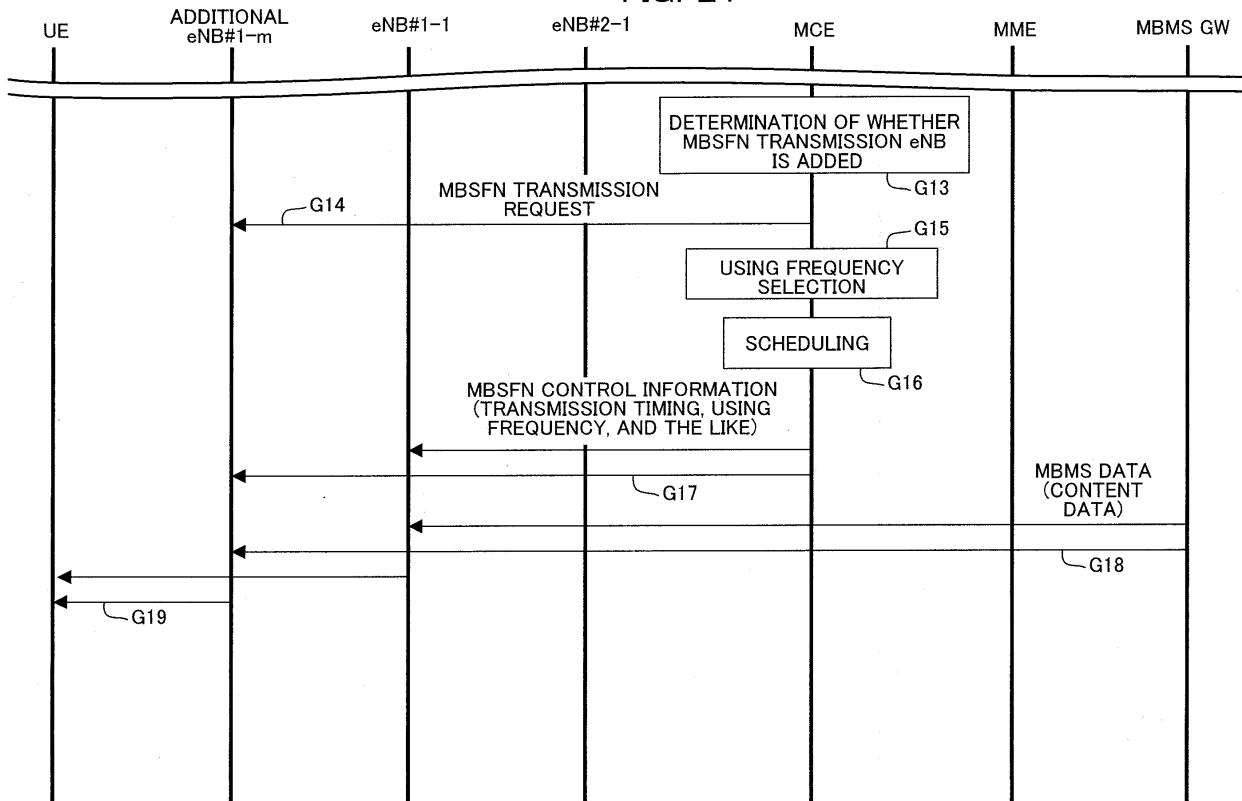 UE
ADDITIONAL
eNB#1-m
eNB#1-1
eNB#2-1
MCE
MME
MBMS GW
DETERMINATION OF WHETHER
MBSFN TRANSMISSION eNB
IS ADDED
G13
MBSFN TRANSMISSION
REQUEST
G14
G15
USING FREQUENCY
SELECTION
SCHEDULING
G16
MBSFN CONTROL INFORMATION
(TRANSMISSION TIMING, USING
FREQUENCY, AND THE LIKE)
G17
MBMS DATA
(CONTENT
DATA)
G18
G19